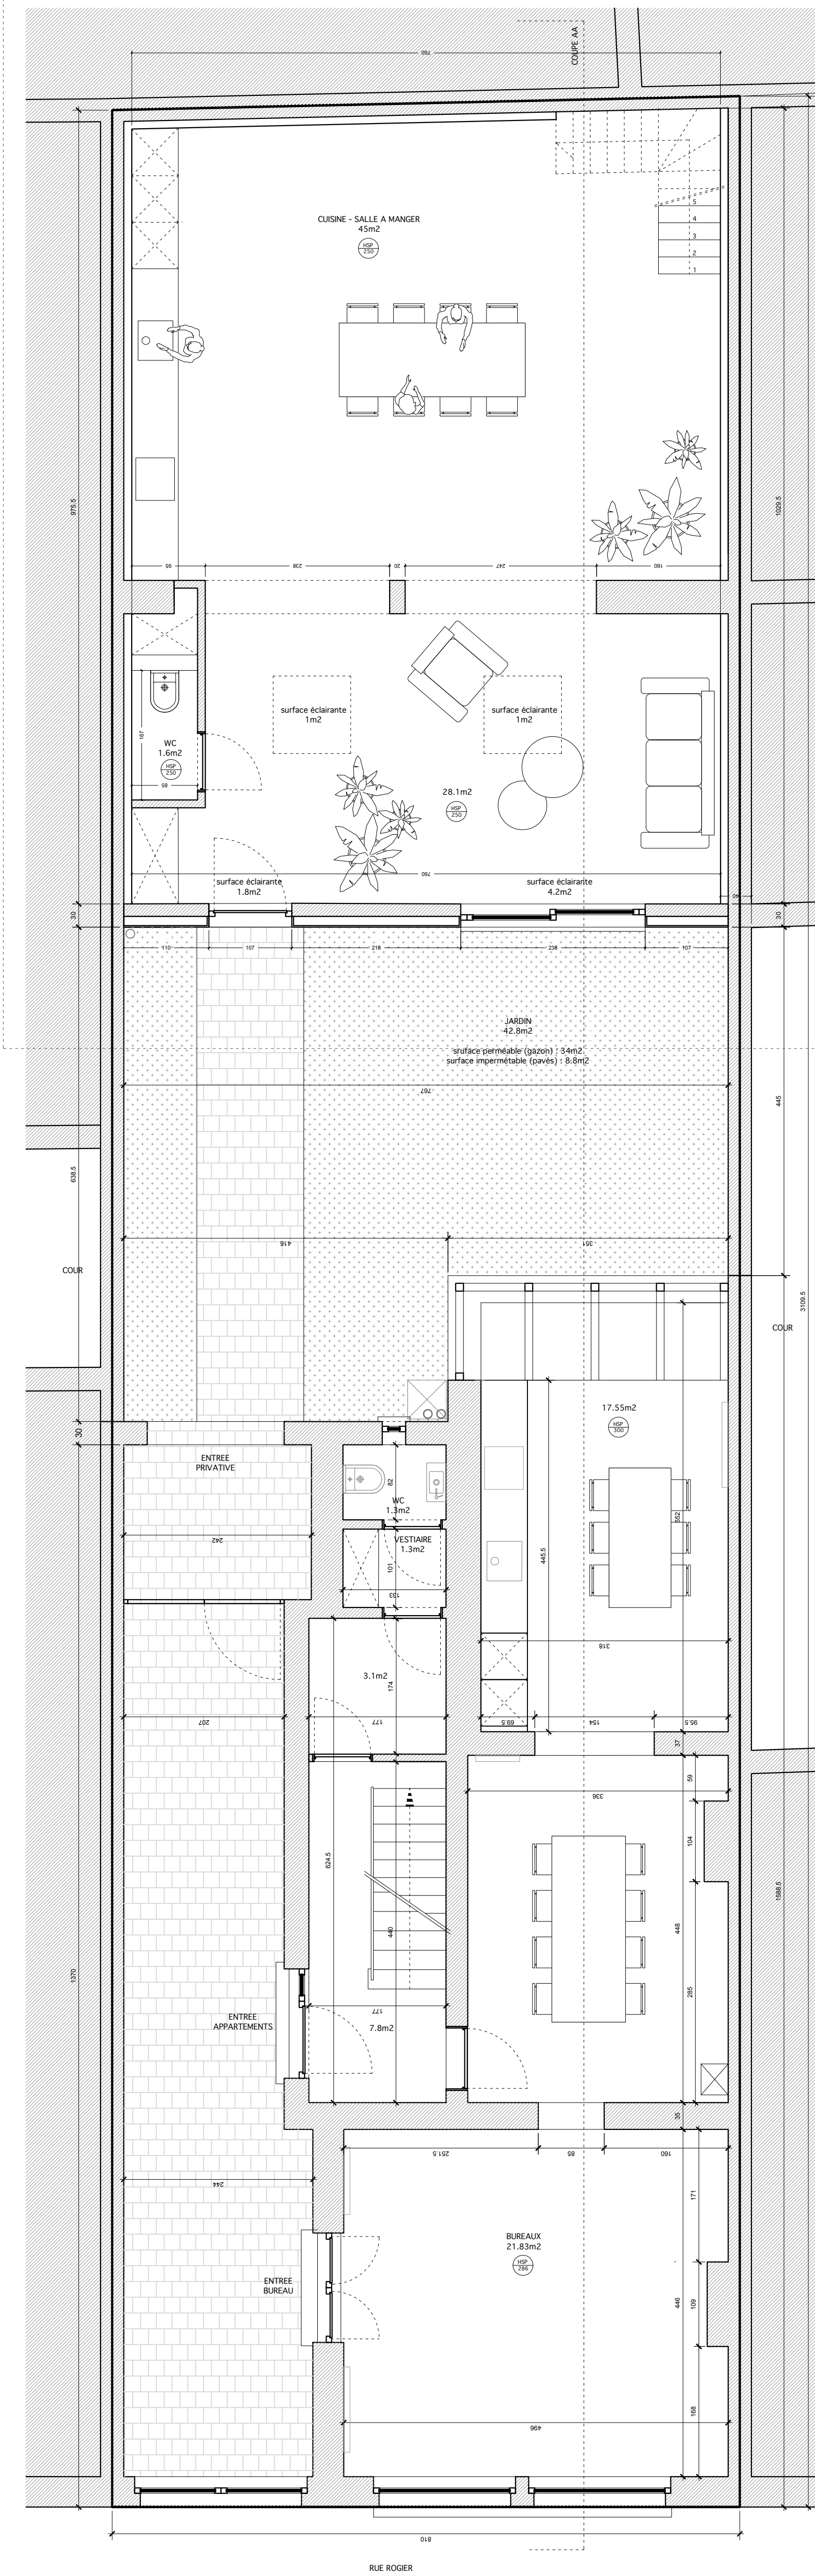 COUPE AA
760
CUISINE - SALLE A MANGER
45m2
HSP
250
5
4
3
2
1
975.5
1029.5
95
238
20
247
160
surface éclairante
1m2
surface éclairante
1m2
167
WC
1.6m2
HSP
250
85
28.1m2
HSP
250
760
surface éclairante
1.8m2
surface éclairante
4.2m2
40
30
30
110
107
218
238
107
JARDIN
42.8m2
sruface perméable (gazon) : 34m2
surface impermétable (pavés) : 8.8m2
767
445
638.5
416
351
COUR
3109.5
COUR
17.55m2
HSP
300
30
ENTREE
PRIVATIVE
82
WC
1.3m2
552
242
VESTIAIRE
1.3m2
101
133
445.5
318
3.1m2
174
207
177
69.5
154
95.5
37
59
336
104
624.5
440
448
1588.5
1370
285
177
ENTREE
APPARTEMENTS
7.8m2
35
251.5
85
160
244
171
BUREAUX
21.83m2
HSP
286
ENTREE
BUREAU
446
109
168
496
810
RUE ROGIER